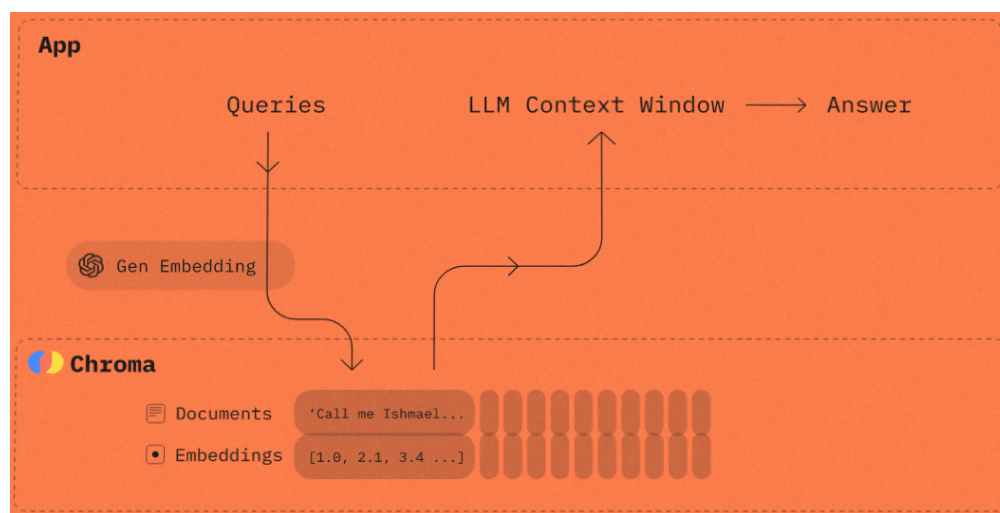 App
Queries
LLM Context Window
Answer
Gen Embedding
Chroma
Documents
‘Call me Ishmael...
Embeddings
[1.0, 2.1, 3.4 ...]